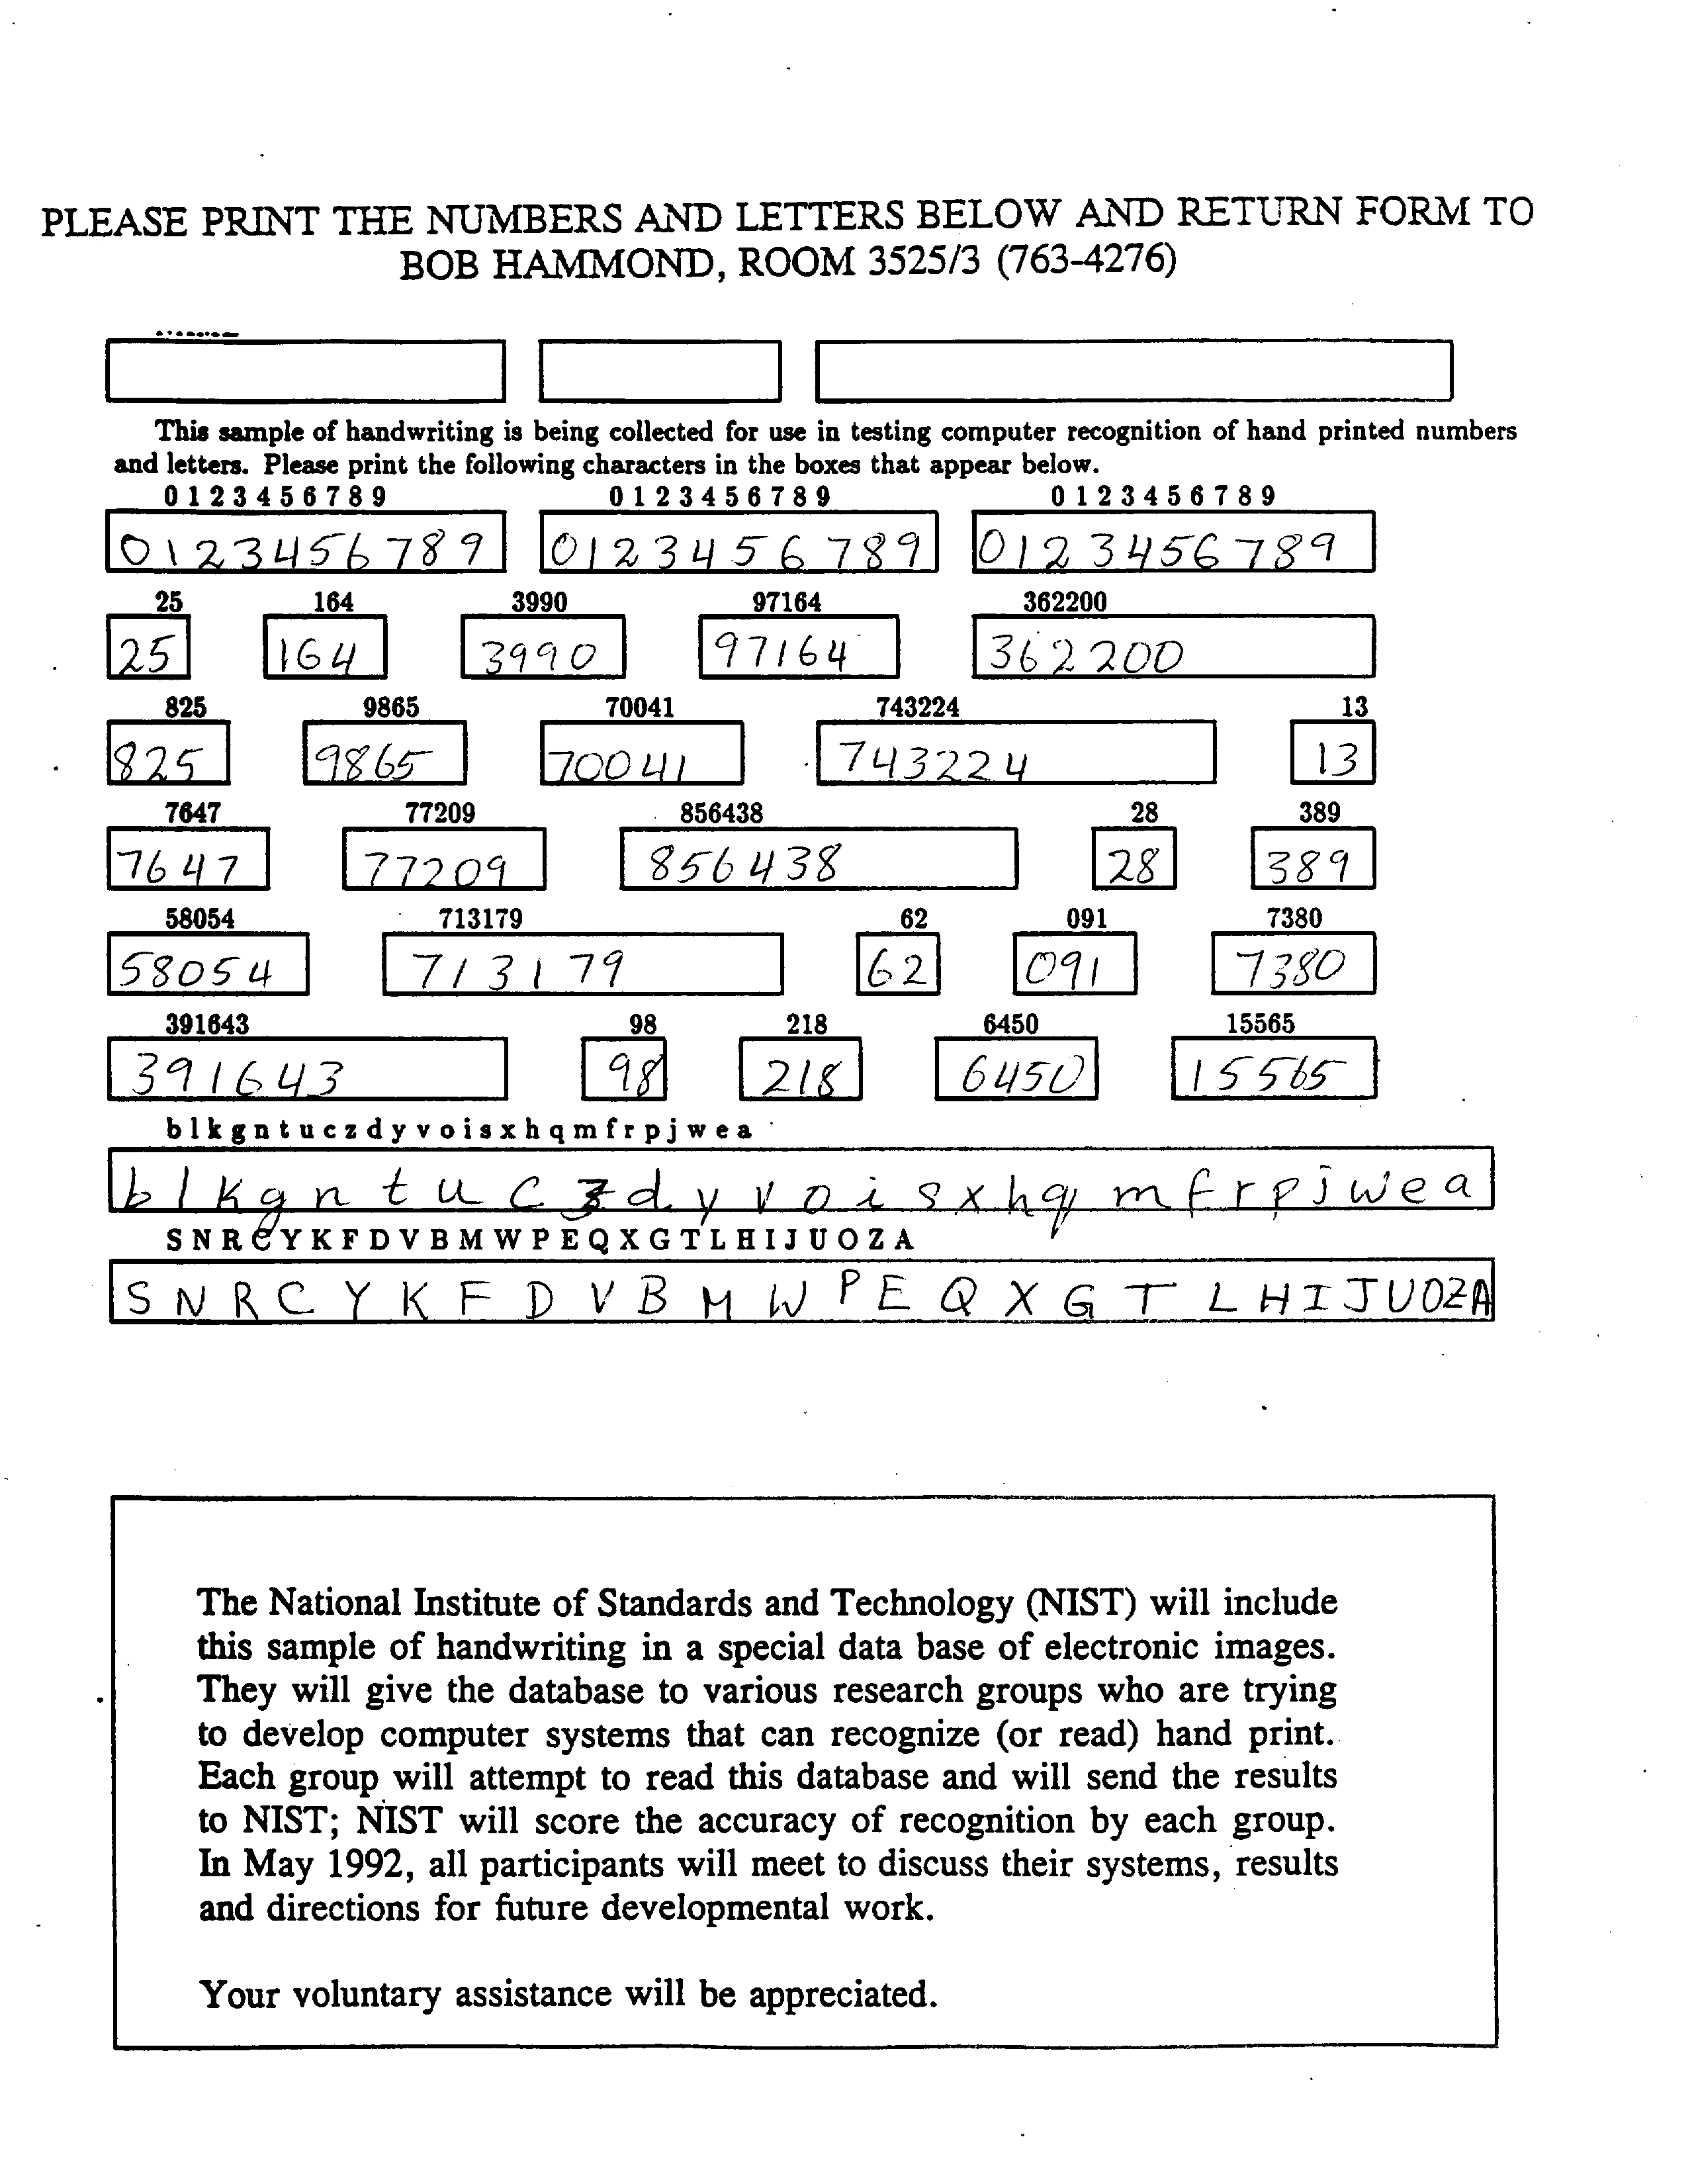 PLEASE PRINT THE NUMBERS AND LETTERS BELOW AND RETURN FORM TO
BOB HAMMOND, ROOM 3525/3 (763-4276)
This sample of handwriting is being collected for use in testing computer recognition of hand printed numbers
and letters. Please print the following characters in the boxes that appear below.
0 1 2 3 4 5 6 7 8 9 0 1 2 3 4 5 6 7 8 9 0 1 2 3 4 5 6 7 8 9
0123456789 0123456789 0123456789
25 164 3990 97164 362200
25 164 3990 97164 362200
825 9865 70041 743224 13
825 9865 70041 743224 13
7647 77209 856438 28 389
7647 77209 856438 28 389
58054 713179 62 091 7380
58054 713179 62 091 7380
391643 98 218 6450 15565
391643 98 218 6450 15565
b l k g n t u c z d y v o i s x h q m f r p j w e a
b l k g n t u c z d y v o i s x h q m f r p j w e a
S N R C Y K F D V B M W P E Q X G T L H I J U O Z A
S N R C Y K F D V B M W P E Q X G T L H I J U O Z A
The National Institute of Standards and Technology (NIST) will include
this sample of handwriting in a special data base of electronic images.
They will give the database to various research groups who are trying
to develop computer systems that can recognize (or read) hand print.
Each group will attempt to read this database and will send the results
to NIST; NIST will score the accuracy of recognition by each group.
In May 1992, all participants will meet to discuss their systems, results
and directions for future developmental work.
Your voluntary assistance will be appreciated.